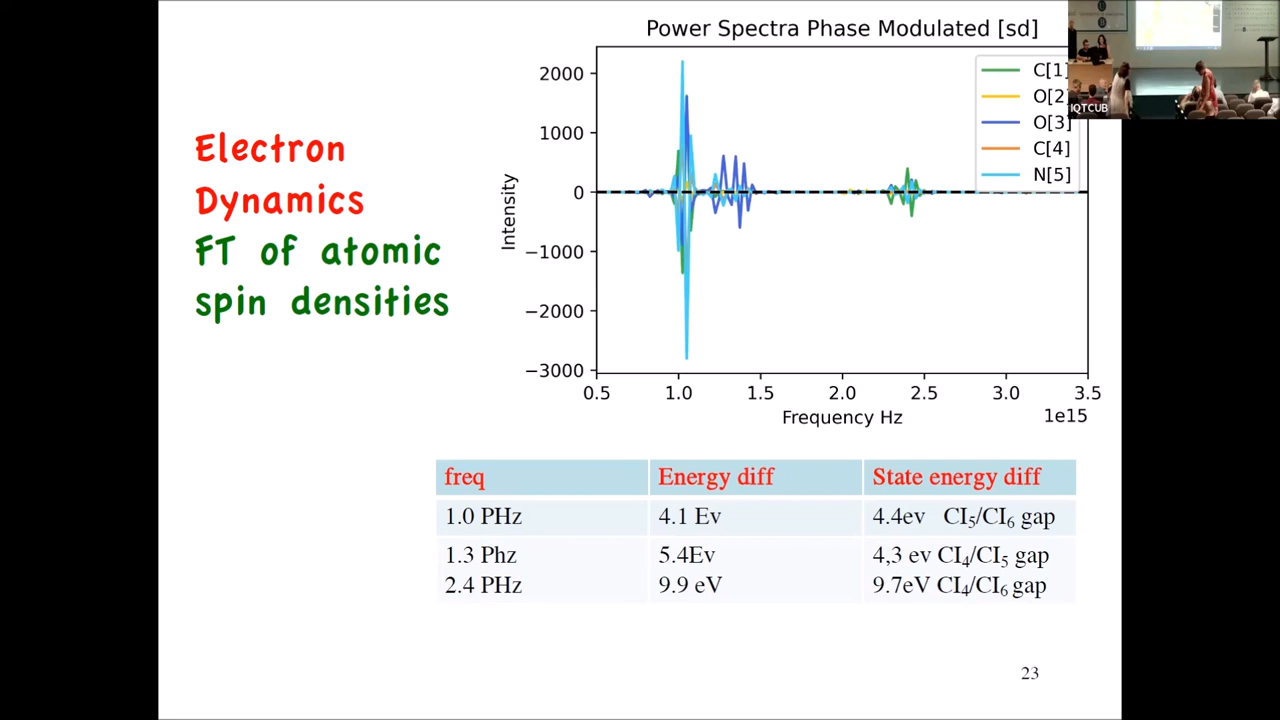 Power Spectra Phase Modulated [sd]
Electron
Dynamics
FT of atomic
spin densities
Intensity
2000
1000
0
−1000
−2000
−3000
C[1]
O[2
O[3]
C[4]
N[5]
IQTCUB
0.5 1.0 1.5 2.0 2.5 3.0 3.5
Frequency Hz
1e15
freq Energy diff State energy diff
1.0 PHz 4.1 Ev 4.4ev CI₅/CI₆ gap
1.3 Phz 5.4Ev 4,3 ev CI₄/CI₅ gap
2.4 PHz 9.9 eV 9.7eV CI₄/CI₆ gap
23